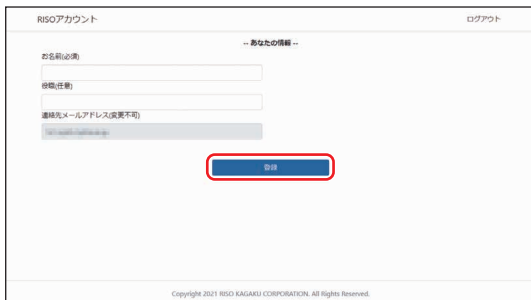 RISOアカウント
ログアウト
-- あなたの情報 --
お名前(必須)
役職(任意)
連絡先メールアドレス(変更不可)
登録
Copyright 2021 RISO KAGAKU CORPORATION. All Rights Reserved.